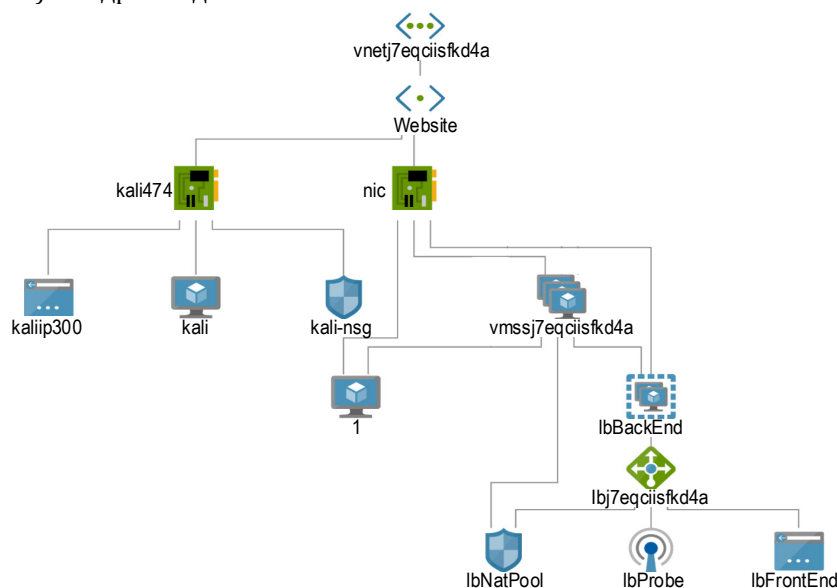 vnetj7eqciisfkd4a
Website
kali474
nic
kaliip300
kali
kali-nsg
vmssj7eqciisfkd4a
1
lbBackEnd
lbj7eqciisfkd4a
lbNatPool
lbProbe
lbFrontEnd